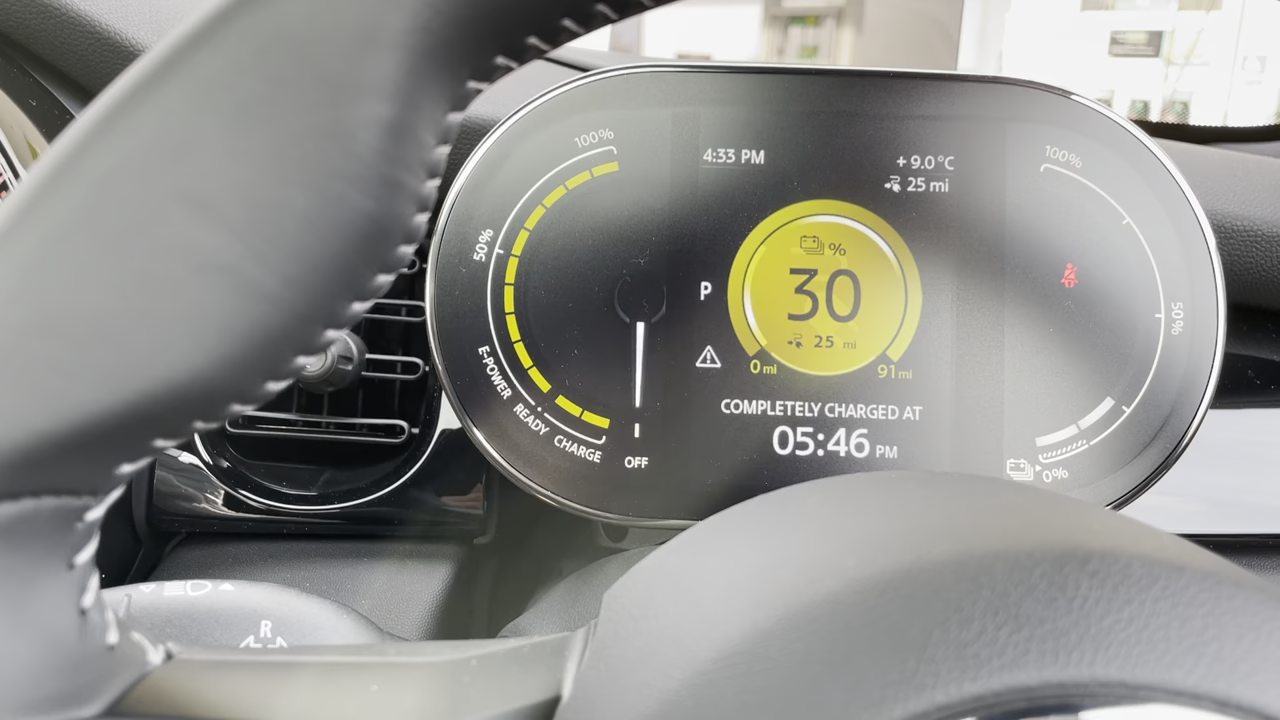 100%
50%
E-POWER
READY
CHARGE
OFF
4:33 PM
+ 9.0 °C
25 mi
P
%
30
25 mi
0 mi
91 mi
COMPLETELY CHARGED AT
05:46 PM
100%
50%
0%
R